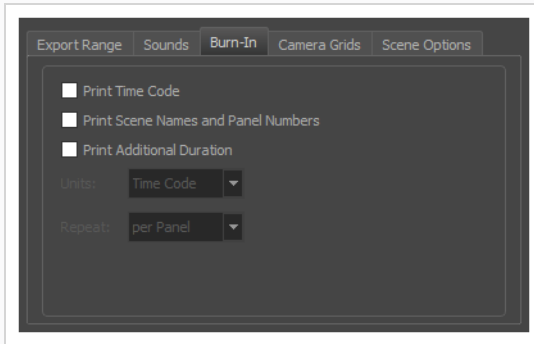 Export Range Sounds Burn-In Camera Grids Scene Options
Print Time Code
Print Scene Names and Panel Numbers
Print Additional Duration
Units: Time Code
Repeat: per Panel